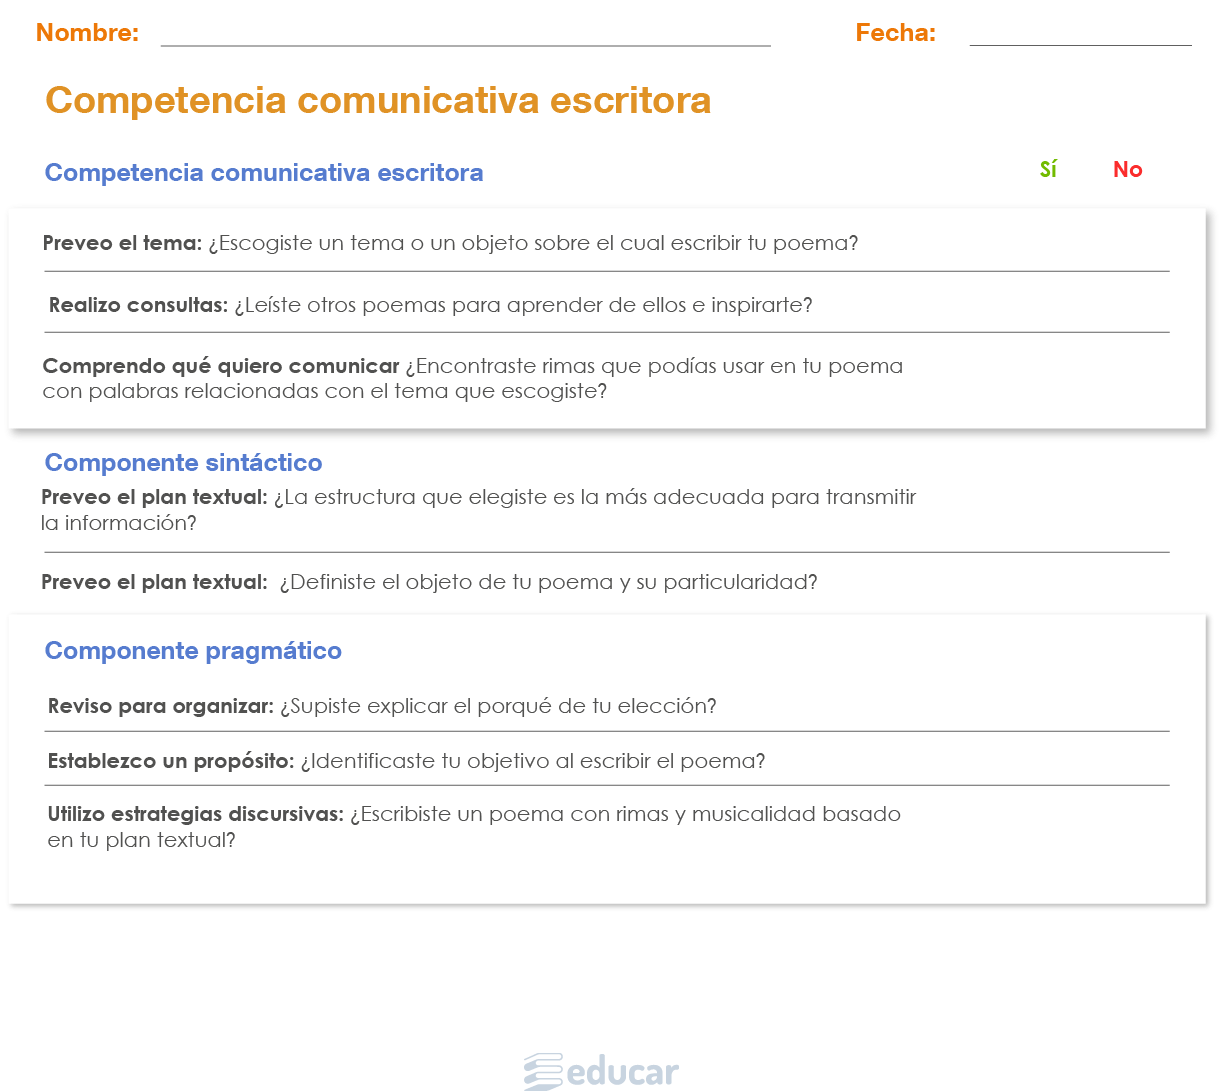 Nombre: Fecha:
Competencia comunicativa escritora
Competencia comunicativa escritora Sí No
Preveo el tema: ¿Escogiste un tema o un objeto sobre el cual escribir tu poema?
Realizo consultas: ¿Leíste otros poemas para aprender de ellos e inspirarte?
Comprendo qué quiero comunicar ¿Encontraste rimas que podías usar en tu poema
con palabras relacionadas con el tema que escogiste?
Componente sintáctico
Preveo el plan textual: ¿La estructura que elegiste es la más adecuada para transmitir
la información?
Preveo el plan textual: ¿Definiste el objeto de tu poema y su particularidad?
Componente pragmático
Reviso para organizar: ¿Supiste explicar el porqué de tu elección?
Establezco un propósito: ¿Identificaste tu objetivo al escribir el poema?
Utilizo estrategias discursivas: ¿Escribiste un poema con rimas y musicalidad basado
en tu plan textual?
educar